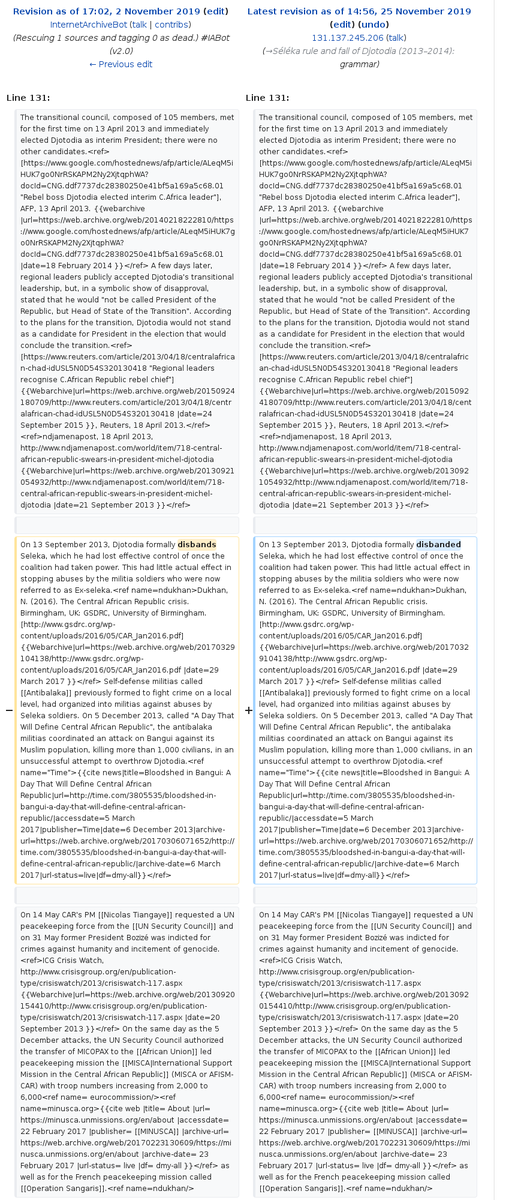 Revision as of 17:02, 2 November 2019 (edit)
InternetArchiveBot (talk | contribs)
(Rescuing 1 sources and tagging 0 as dead.) #IABot
(v2.0)
← Previous edit
Latest revision as of 14:56, 25 November 2019
(edit) (undo)
131.137.245.206 (talk)
(→Séléka rule and fall of Djotodia (2013–2014):
grammar)
Line 131:
The transitional council, composed of 105 members, met
for the first time on 13 April 2013 and immediately
elected Djotodia as interim President; there were no
other candidates.<ref>
[https://www.google.com/hostednews/afp/article/ALeqM5i
HUK7go0NrRSKAPM2Ny2XjtqphWA?
docId=CNG.ddf7737dc28380250e41bf5a169a5c68.01
"Rebel boss Djotodia elected interim C.Africa leader"],
AFP, 13 April 2013. {{webarchive
|url=https://web.archive.org/web/20140218222810/https
://www.google.com/hostednews/afp/article/ALeqM5iHUK7g
o0NrRSKAPM2Ny2XjtqphWA?
docId=CNG.ddf7737dc28380250e41bf5a169a5c68.01
|date=18 February 2014 }}</ref> A few days later,
regional leaders publicly accepted Djotodia's transitional
leadership, but, in a symbolic show of disapproval,
stated that he would "not be called President of the
Republic, but Head of State of the Transition". According
to the plans for the transition, Djotodia would not stand
as a candidate for President in the election that would
conclude the transition.<ref>
[https://www.reuters.com/article/2013/04/18/centralafrica
n-chad-idUSL5N0D54S320130418 "Regional leaders
recognise C.African Republic rebel chief"]
{{Webarchive|url=https://web.archive.org/web/20150924
180709/http://www.reuters.com/article/2013/04/18/centr
alafrican-chad-idUSL5N0D54S320130418 |date=24
September 2015 }}, Reuters, 18 April 2013.</ref>
<ref>ndjamenapost, 18 April 2013,
http://www.ndjamenapost.com/world/item/718-central-
african-republic-swears-in-president-michel-djotodia
{{Webarchive|url=https://web.archive.org/web/20130921
054932/http://www.ndjamenapost.com/world/item/718-
central-african-republic-swears-in-president-michel-
djotodia |date=21 September 2013 }}</ref>
− On 13 September 2013, Djotodia formally disbands
Seleka, which he had lost effective control of once the
coalition had taken power. This had little actual effect in
stopping abuses by the militia soldiers who were now
referred to as Ex-seleka.<ref name=ndukhan>Dukhan,
N. (2016). The Central African Republic crisis.
Birmingham, UK: GSDRC, University of Birmingham.
[http://www.gsdrc.org/wp-
content/uploads/2016/05/CAR_Jan2016.pdf]
{{Webarchive|url=https://web.archive.org/web/20170329
104138/http://www.gsdrc.org/wp-
content/uploads/2016/05/CAR_Jan2016.pdf |date=29
March 2017 }}</ref> Self-defense militias called
[[Antibalaka]] previously formed to fight crime on a local
level, had organized into militias against abuses by
Seleka soldiers. On 5 December 2013, called "A Day That
Will Define Central African Republic", the antibalaka
militias coordinated an attack on Bangui against its
Muslim population, killing more than 1,000 civilians, in an
unsuccessful attempt to overthrow Djotodia.<ref
name="Time">{{cite news|title=Bloodshed in Bangui: A
Day That Will Define Central African
Republic|url=http://time.com/3805535/bloodshed-in-
bangui-a-day-that-will-define-central-african-
republic/|accessdate=5 March
2017|publisher=Time|date=6 December 2013|archive-
url=https://web.archive.org/web/20170306071652/http://
time.com/3805535/bloodshed-in-bangui-a-day-that-will-
define-central-african-republic/|archive-date=6 March
2017|url-status=live|df=dmy-all}}</ref>
On 14 May CAR's PM [[Nicolas Tiangaye]] requested a UN
peacekeeping force from the [[UN Security Council]] and
on 31 May former President Bozizé was indicted for
crimes against humanity and incitement of genocide.
<ref>ICG Crisis Watch,
http://www.crisisgroup.org/en/publication-
type/crisiswatch/2013/crisiswatch-117.aspx
{{Webarchive|url=https://web.archive.org/web/20130920
154410/http://www.crisisgroup.org/en/publication-
type/crisiswatch/2013/crisiswatch-117.aspx |date=20
September 2013 }}</ref> On the same day as the 5
December attacks, the UN Security Council authorized
the transfer of MICOPAX to the [[African Union]] led
peacekeeping mission the [[MISCA|International Support
Mission in the Central African Republic]] (MISCA or AFISM-
CAR) with troop numbers increasing from 2,000 to
6,000<ref name= eurocommission/><ref
name=minusca.org>{{cite web |title= About |url=
https://minusca.unmissions.org/en/about |accessdate=
22 February 2017 |publisher= [[MINUSCA]] |archive-url=
https://web.archive.org/web/20170223130609/https://mi
nusca.unmissions.org/en/about |archive-date= 23
February 2017 |url-status= live |df= dmy-all }}</ref> as
well as for the French peacekeeping mission called
[[Operation Sangaris]].<ref name=ndukhan/>
Line 131:
The transitional council, composed of 105 members, met
for the first time on 13 April 2013 and immediately
elected Djotodia as interim President; there were no
other candidates.<ref>
[https://www.google.com/hostednews/afp/article/ALeqM5
iHUK7go0NrRSKAPM2Ny2XjtqphWA?
docId=CNG.ddf7737dc28380250e41bf5a169a5c68.01
"Rebel boss Djotodia elected interim C.Africa leader"],
AFP, 13 April 2013. {{webarchive
|url=https://web.archive.org/web/20140218222810/http
s://www.google.com/hostednews/afp/article/ALeqM5iHUK7
go0NrRSKAPM2Ny2XjtqphWA?
docId=CNG.ddf7737dc28380250e41bf5a169a5c68.01
|date=18 February 2014 }}</ref> A few days later,
regional leaders publicly accepted Djotodia's transitional
leadership, but, in a symbolic show of disapproval,
stated that he would "not be called President of the
Republic, but Head of State of the Transition". According
to the plans for the transition, Djotodia would not stand
as a candidate for President in the election that would
conclude the transition.<ref>
[https://www.reuters.com/article/2013/04/18/centralafric
an-chad-idUSL5N0D54S320130418 "Regional leaders
recognise C.African Republic rebel chief"]
{{Webarchive|url=https://web.archive.org/web/2015092
4180709/http://www.reuters.com/article/2013/04/18/cent
ralafrican-chad-idUSL5N0D54S320130418 |date=24
September 2015 }}, Reuters, 18 April 2013.</ref>
<ref>ndjamenapost, 18 April 2013,
http://www.ndjamenapost.com/world/item/718-central-
african-republic-swears-in-president-michel-djotodia
{{Webarchive|url=https://web.archive.org/web/2013092
1054932/http://www.ndjamenapost.com/world/item/718-
central-african-republic-swears-in-president-michel-
djotodia |date=21 September 2013 }}</ref>
+ On 13 September 2013, Djotodia formally disbanded
Seleka, which he had lost effective control of once the
coalition had taken power. This had little actual effect in
stopping abuses by the militia soldiers who were now
referred to as Ex-seleka.<ref name=ndukhan>Dukhan,
N. (2016). The Central African Republic crisis.
Birmingham, UK: GSDRC, University of Birmingham.
[http://www.gsdrc.org/wp-
content/uploads/2016/05/CAR_Jan2016.pdf]
{{Webarchive|url=https://web.archive.org/web/2017032
9104138/http://www.gsdrc.org/wp-
content/uploads/2016/05/CAR_Jan2016.pdf |date=29
March 2017 }}</ref> Self-defense militias called
[[Antibalaka]] previously formed to fight crime on a local
level, had organized into militias against abuses by
Seleka soldiers. On 5 December 2013, called "A Day That
Will Define Central African Republic", the antibalaka
militias coordinated an attack on Bangui against its
Muslim population, killing more than 1,000 civilians, in an
unsuccessful attempt to overthrow Djotodia.<ref
name="Time">{{cite news|title=Bloodshed in Bangui: A
Day That Will Define Central African
Republic|url=http://time.com/3805535/bloodshed-in-
bangui-a-day-that-will-define-central-african-
republic/|accessdate=5 March
2017|publisher=Time|date=6 December 2013|archive-
url=https://web.archive.org/web/20170306071652/http:/
/time.com/3805535/bloodshed-in-bangui-a-day-that-will-
define-central-african-republic/|archive-date=6 March
2017|url-status=live|df=dmy-all}}</ref>
On 14 May CAR's PM [[Nicolas Tiangaye]] requested a UN
peacekeeping force from the [[UN Security Council]] and
on 31 May former President Bozizé was indicted for
crimes against humanity and incitement of genocide.
<ref>ICG Crisis Watch,
http://www.crisisgroup.org/en/publication-
type/crisiswatch/2013/crisiswatch-117.aspx
{{Webarchive|url=https://web.archive.org/web/2013092
0154410/http://www.crisisgroup.org/en/publication-
type/crisiswatch/2013/crisiswatch-117.aspx |date=20
September 2013 }}</ref> On the same day as the 5
December attacks, the UN Security Council authorized
the transfer of MICOPAX to the [[African Union]] led
peacekeeping mission the [[MISCA|International Support
Mission in the Central African Republic]] (MISCA or AFISM-
CAR) with troop numbers increasing from 2,000 to
6,000<ref name= eurocommission/><ref
name=minusca.org>{{cite web |title= About |url=
https://minusca.unmissions.org/en/about |accessdate=
22 February 2017 |publisher= [[MINUSCA]] |archive-url=
https://web.archive.org/web/20170223130609/https://mi
nusca.unmissions.org/en/about |archive-date= 23
February 2017 |url-status= live |df= dmy-all }}</ref> as
well as for the French peacekeeping mission called
[[Operation Sangaris]].<ref name=ndukhan/>